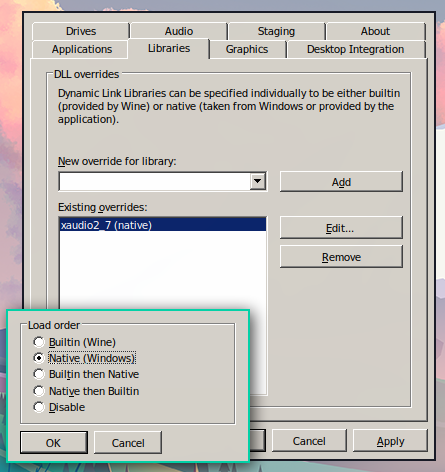 Drives Audio Staging About
Applications Libraries Graphics Desktop Integration
DLL overrides
Dynamic Link Libraries can be specified individually to be either builtin
(provided by Wine) or native (taken from Windows or provided by the
application).
New override for library:
Add
Existing overrides:
xaudio2_7 (native)
Edit...
Remove
Load order
Builtin (Wine)
Native (Windows)
Builtin then Native
Native then Builtin
Disable
OK Cancel
Cancel Apply